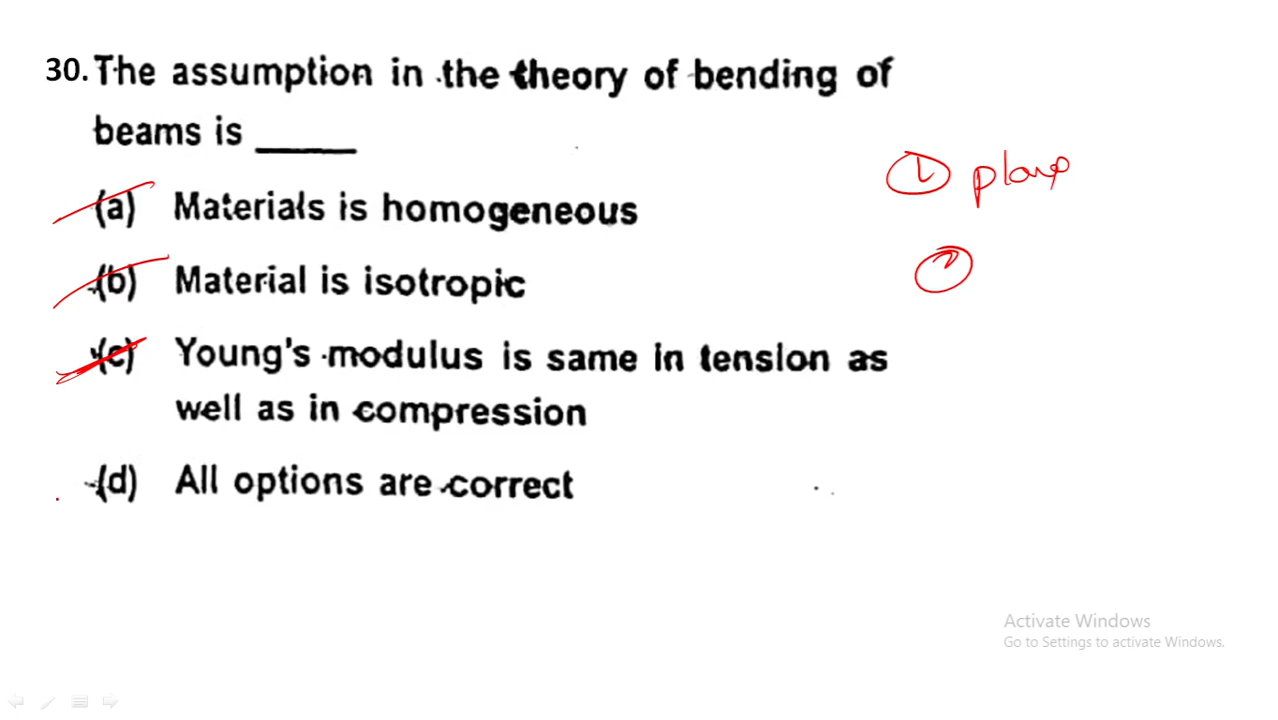 30. The assumption in the theory of bending of
beams is _____
(a) Materials is homogeneous
(b) Material is isotropic
(c) Young's modulus is same in tension as
well as in compression
(d) All options are correct
① plane
②
Activate Windows
Go to Settings to activate Windows.